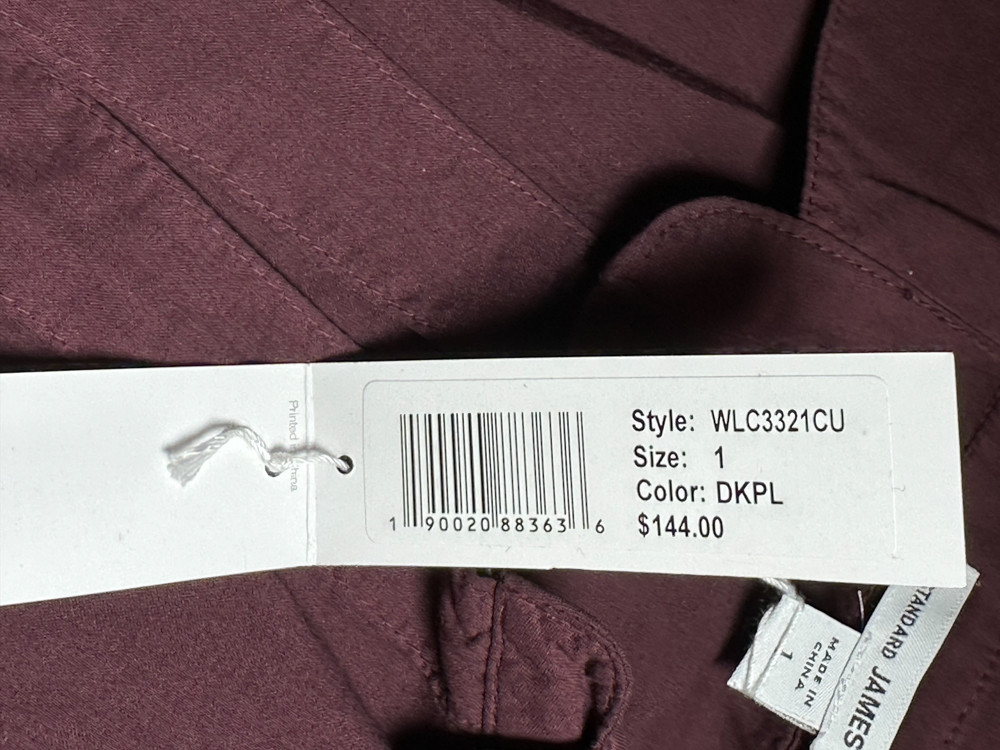 Printed in China
Style: WLC3321CU
Size: 1
Color: DKPL
$144.00
1 90020 88363 6
STANDARD JAMES
MADE IN
CHINA
1